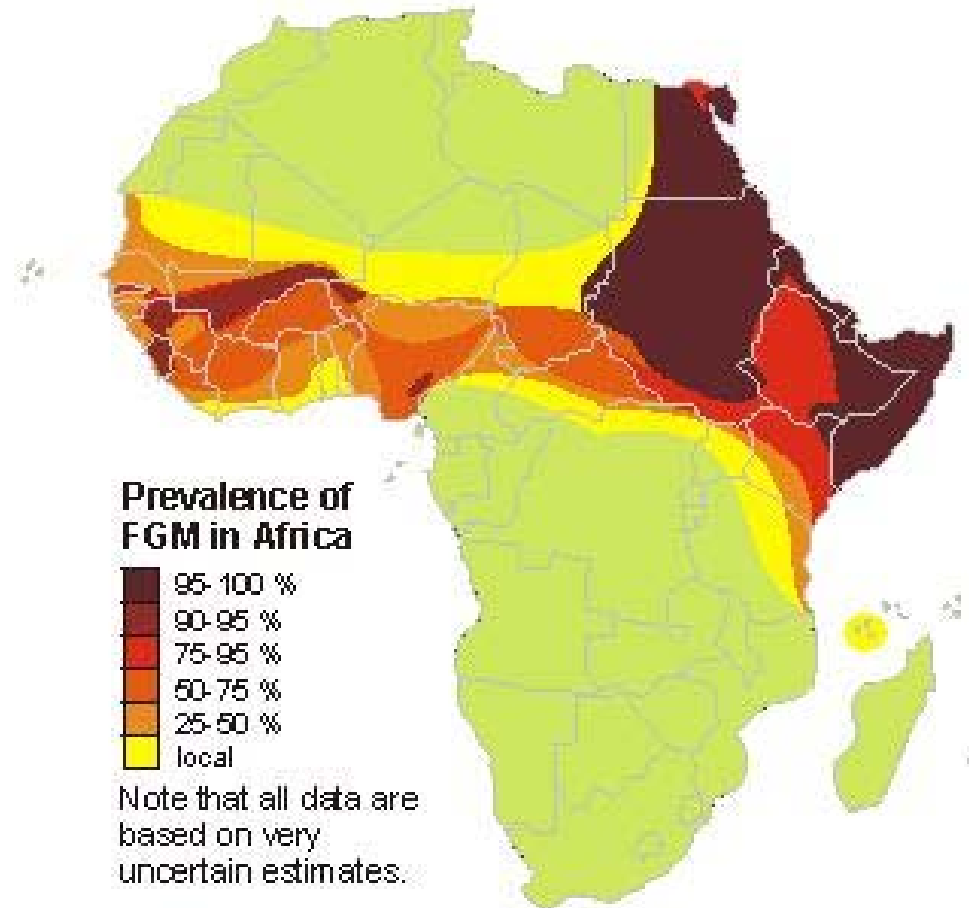 Prevalence of
FGM in Africa
95-100 %
90-95 %
75-95 %
50-75 %
25-50 %
local
Note that all data are
based on very
uncertain estimates.